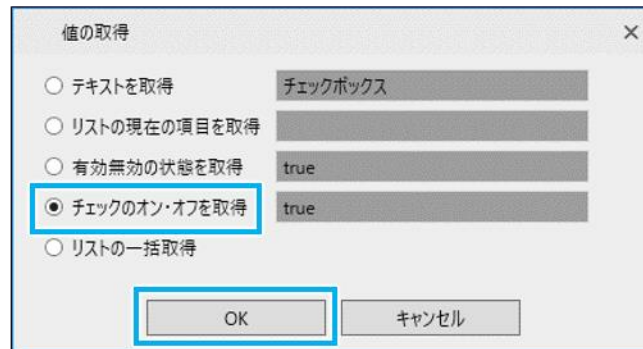 値の取得
テキストを取得 チェックボックス
リストの現在の項目を取得
有効無効の状態を取得 true
チェックのオン・オフを取得 true
リストの一括取得
OK キャンセル